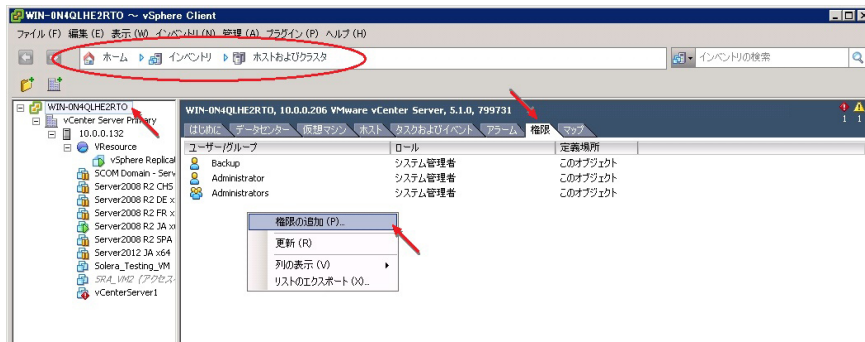 WIN-0N4QLHE2RTO ～ vSphere Client
ファイル (F) 編集 (E) 表示 (W) インベントリ (N) 管理 (A) プラグイン (P) ヘルプ (H)
ホーム インベントリ ホストおよびクラスタ インベントリの検索
WIN-0N4QLHE2RTO
vCenter Server Primary
10.0.0.132
VResource
vSphere Replicat
SCOM Domain - Serv
Server2008 R2 CHS
Server2008 R2 DE x
Server2008 R2 FR x
Server2008 R2 JA x
Server2008 R2 SPA
Server2012 JA x64
Solera_Testing_VM
SRA_VM2 (アクセス
vCenterServer1
WIN-0N4QLHE2RTO, 10.0.0.206 VMware vCenter Server, 5.1.0, 799731
1 1
はじめに データセンター 仮想マシン ホスト タスクおよびイベント アラーム 権限 マップ
ユーザー/グループ ロール 定義場所
Backup システム管理者 このオブジェクト
Administrator システム管理者 このオブジェクト
Administrators システム管理者 このオブジェクト
権限の追加 (P)...
更新 (R)
列の表示 (V)
リストのエクスポート (X)...